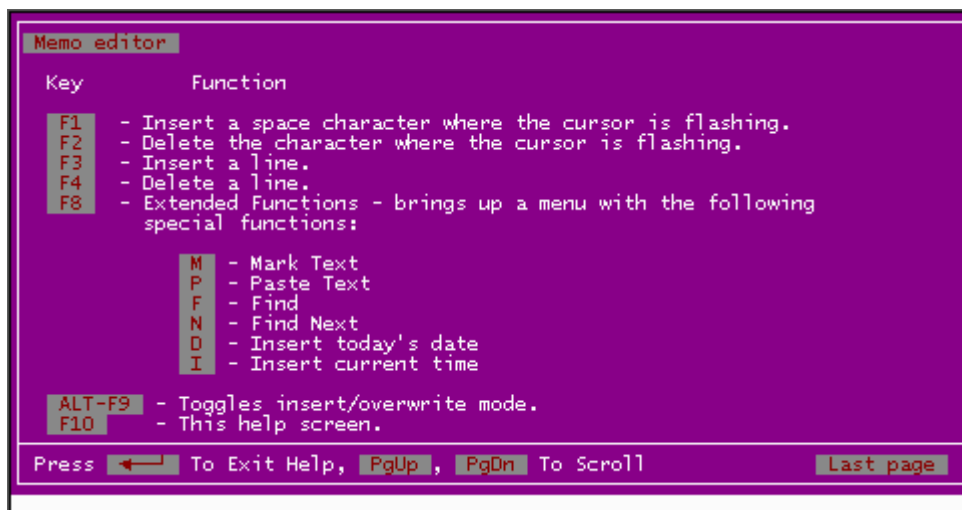 Memo editor
Key Function
F1 - Insert a space character where the cursor is flashing.
F2 - Delete the character where the cursor is flashing.
F3 - Insert a line.
F4 - Delete a line.
F8 - Extended Functions - brings up a menu with the following
special functions:
M - Mark Text
P - Paste Text
F - Find
N - Find Next
D - Insert today's date
I - Insert current time
ALT-F9 - Toggles insert/overwrite mode.
F10 - This help screen.
Press To Exit Help, PgUp , PgDn To Scroll Last page